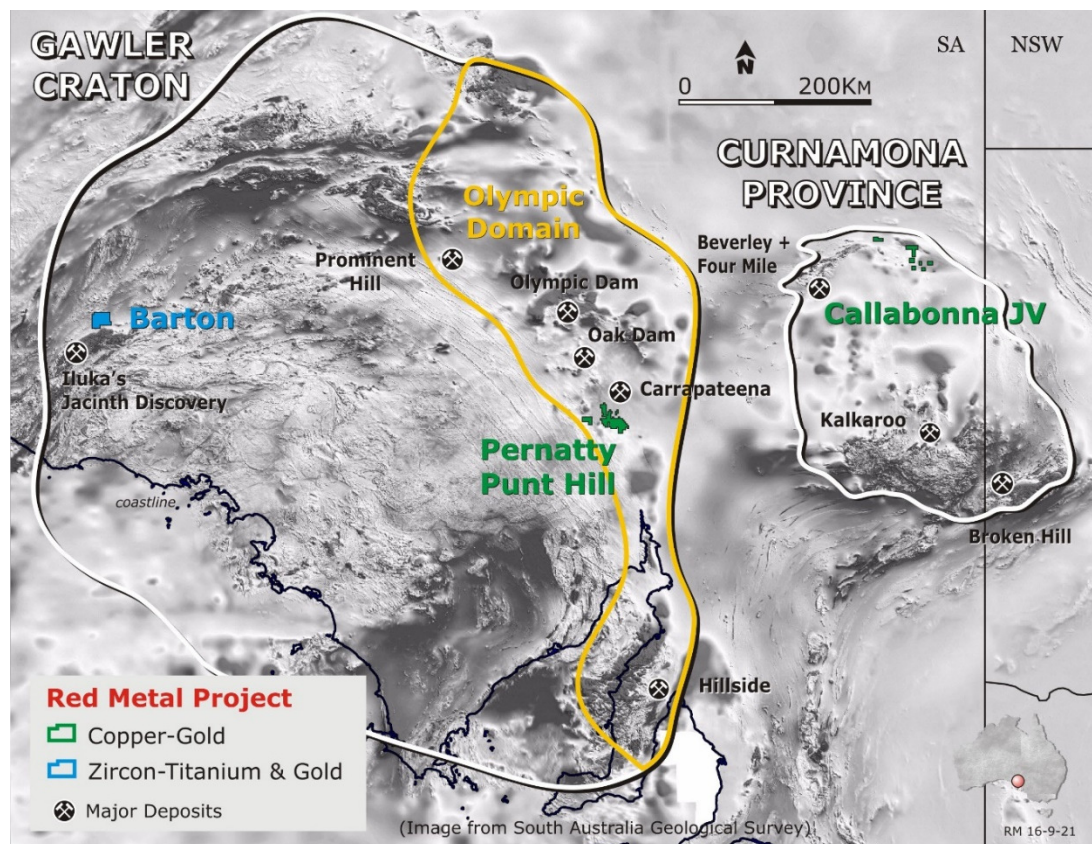 GAWLER
CRATON
SA
NSW
N
0
200KM
CURNAMONA
PROVINCE
Olympic
Domain
Prominent
Hill
Olympic Dam
Beverley +
Four Mile
Barton
Oak Dam
Callabonna JV
Iluka's
Jacinth Discovery
Carrapateena
Kalkaroo
Pernatty
Punt Hill
coastline
Broken Hill
Hillside
Red Metal Project
Copper-Gold
Zircon-Titanium & Gold
Major Deposits
(Image from South Australia Geological Survey)
RM 16-9-21